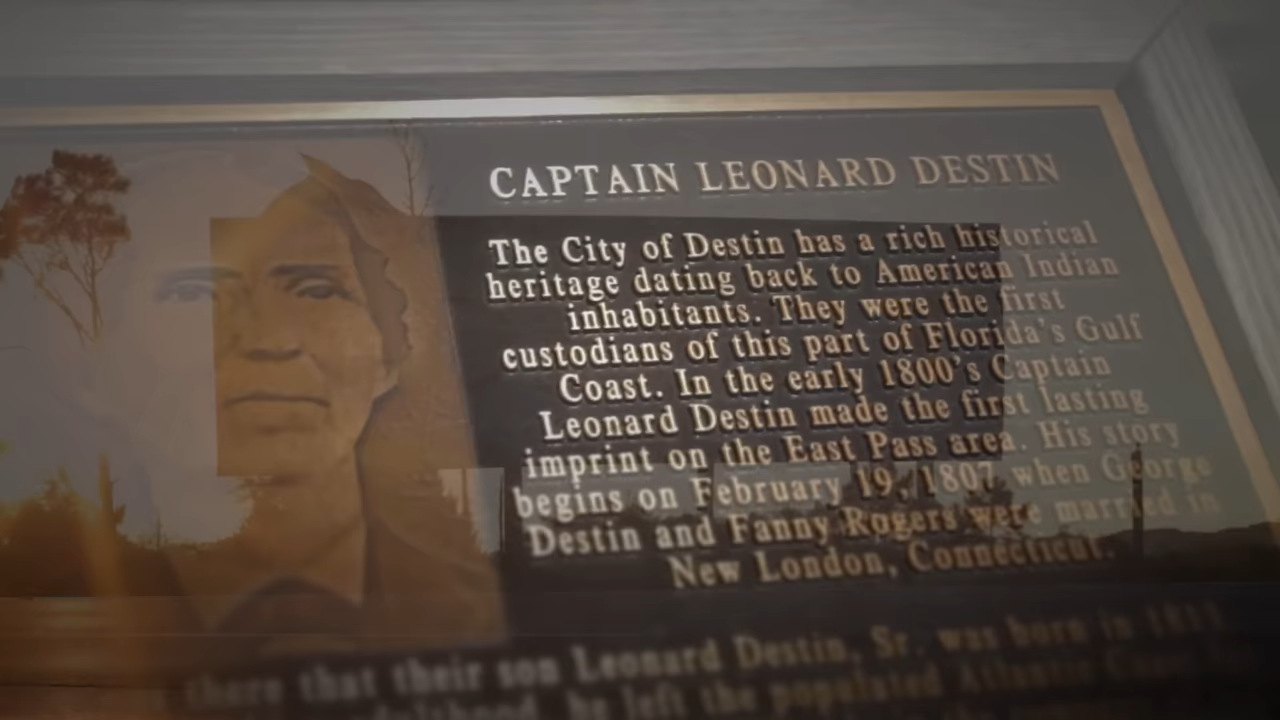 CAPTAIN LEONARD DESTIN
The City of Destin has a rich historical
heritage dating back to American Indian
inhabitants. They were the first
custodians of this part of Florida's Gulf
Coast. In the early 1800's Captain
Leonard Destin made the first lasting
imprint on the East Pass area. His story
begins on February 19, 1807 when George
Destin and Fanny Rogers were married in
New London, Connecticut.
there that their son Leonard Destin, Sr. was born in
he left the populated Atlantic